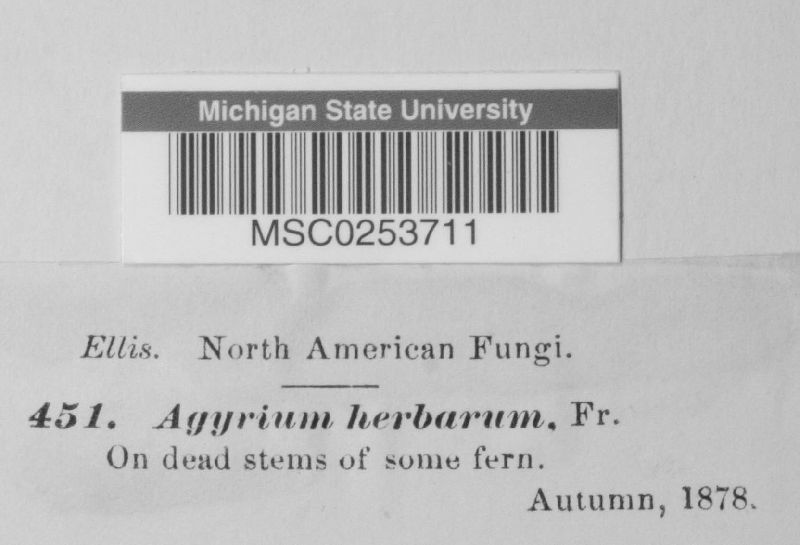 Michigan State University
MSC0253711
Ellis. North American Fungi.
451. Agyrium herbarum, Fr.
On dead stems of some fern.
Autumn, 1878.